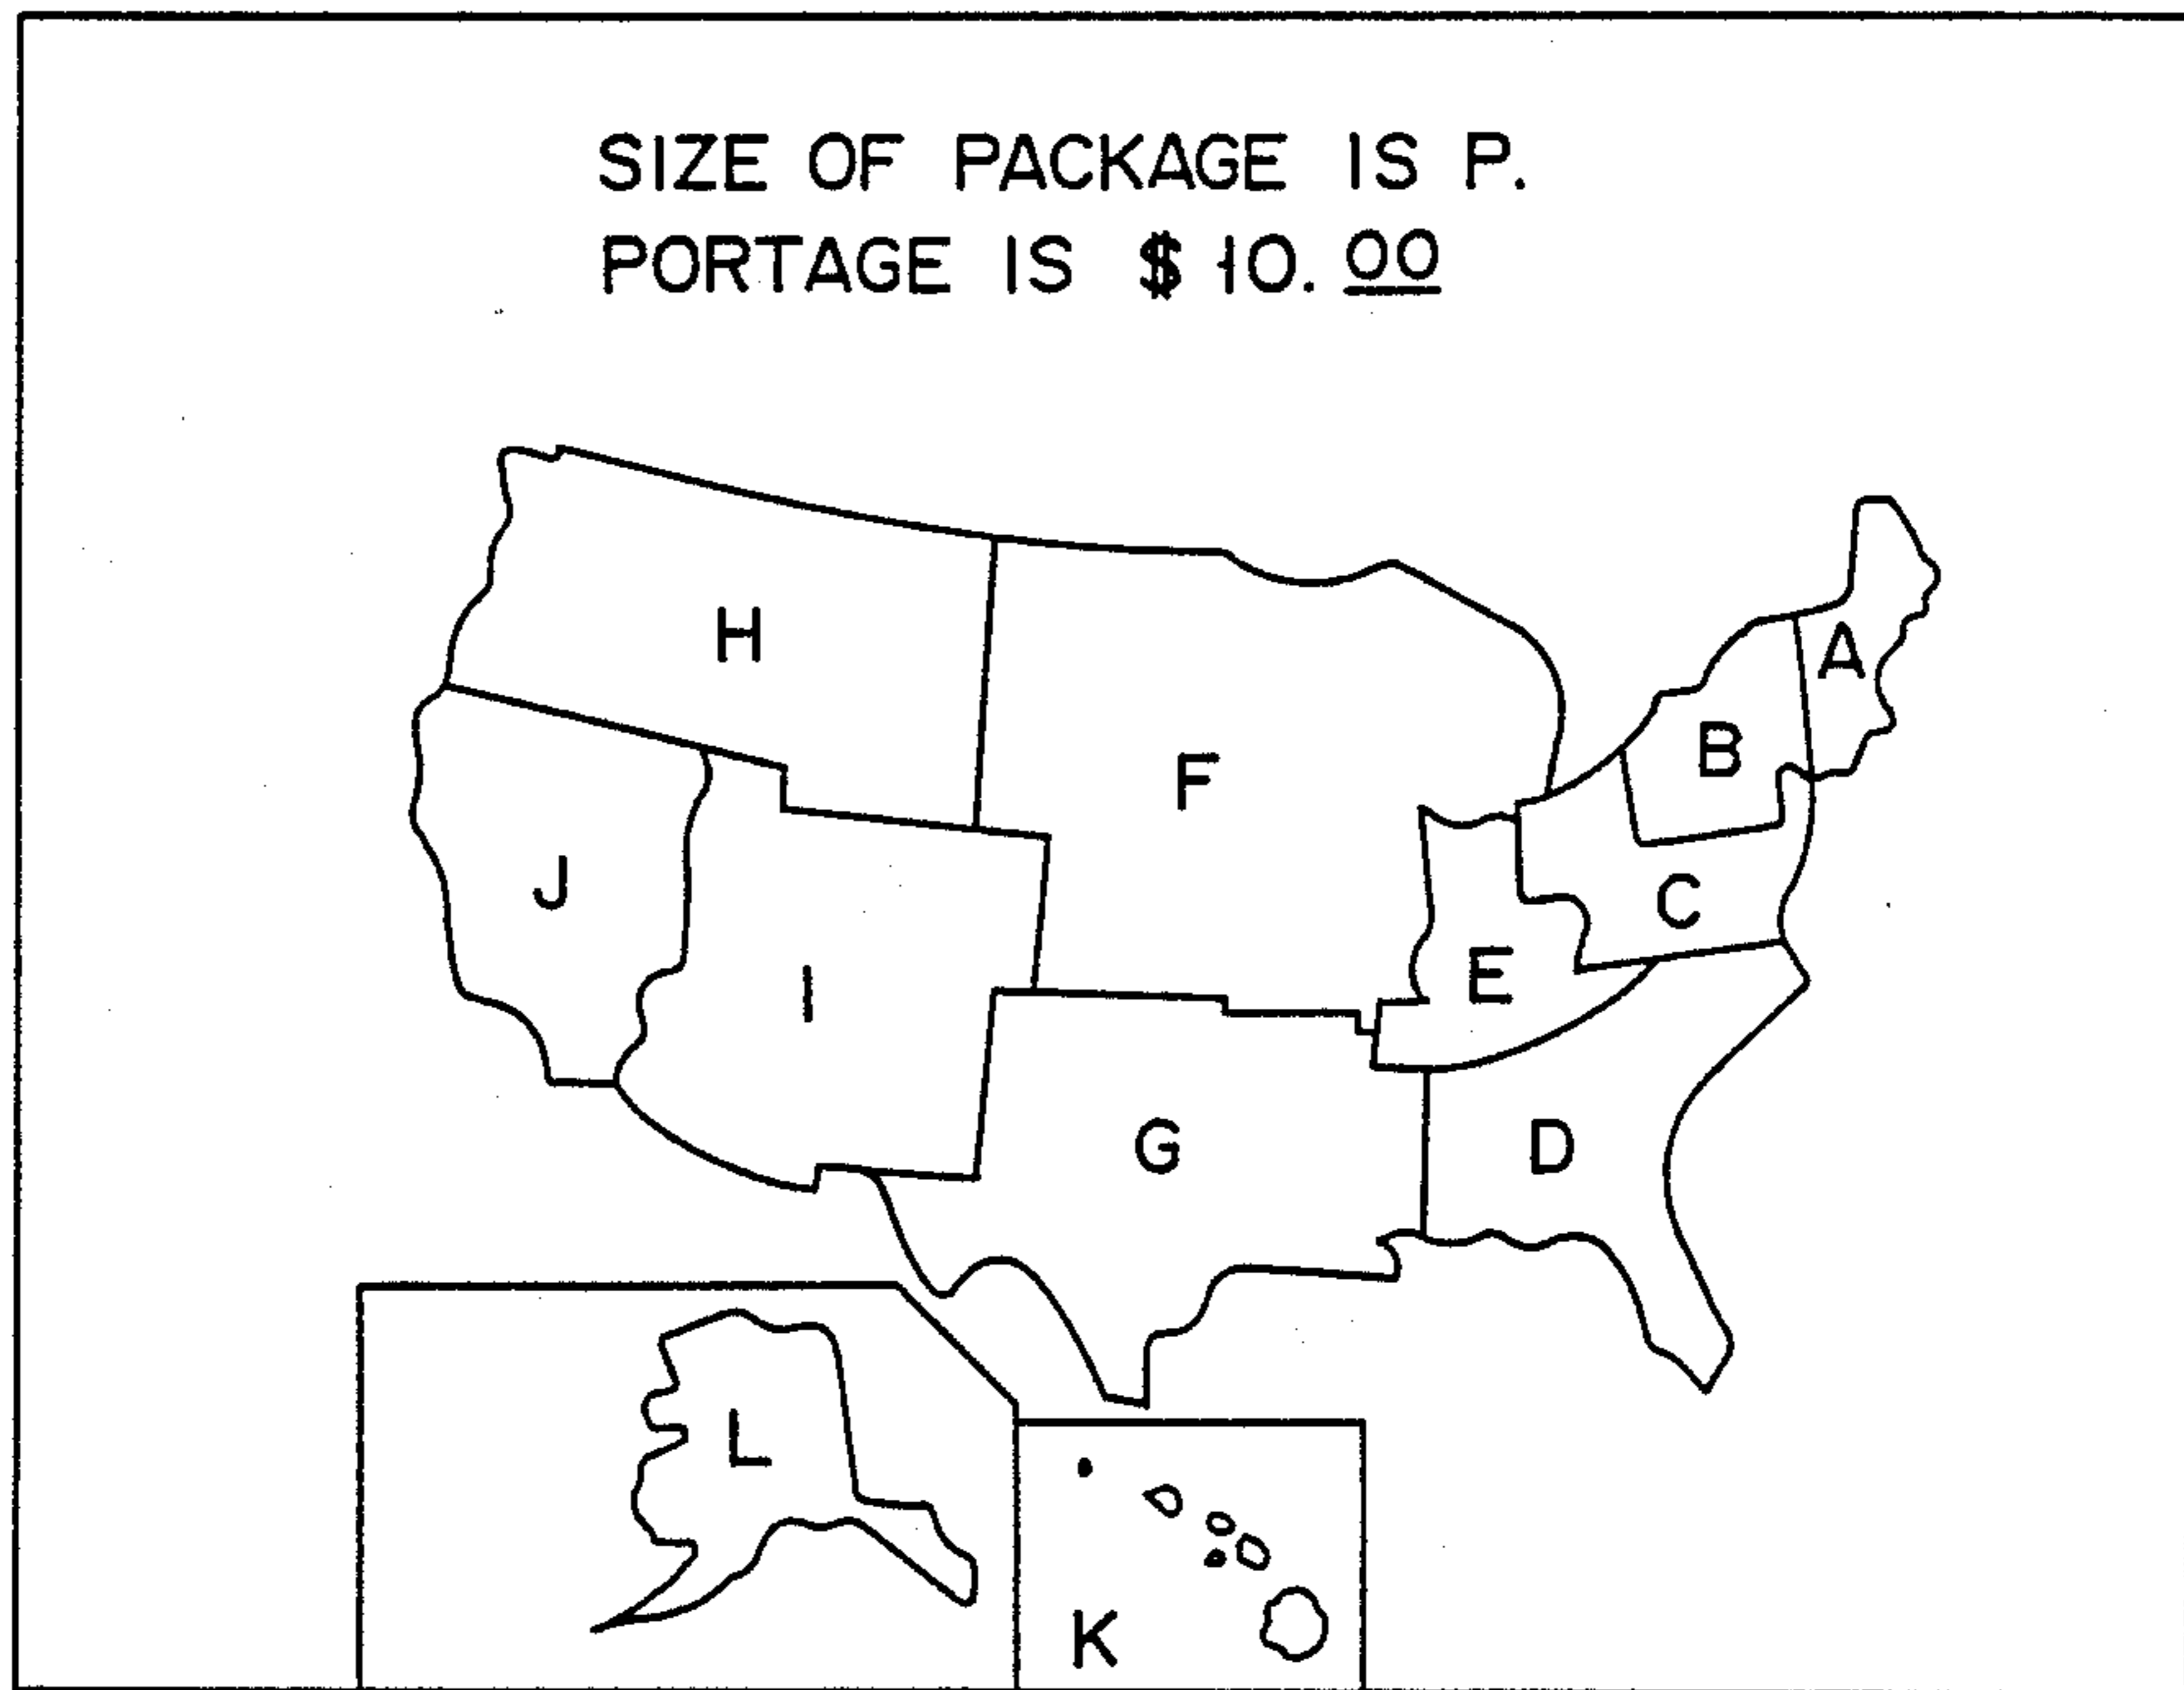 SIZE OF PACKAGE IS P.
PORTAGE IS $ 10. 00
H
A
B
F
J
C
E
I
G
D
L
K